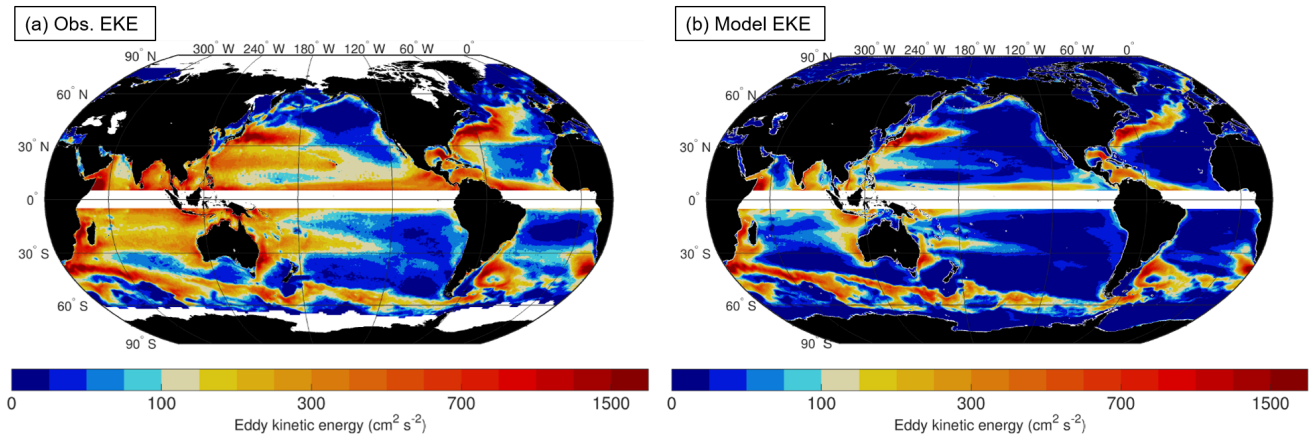 (a) Obs. EKE
(b) Model EKE
300° W 240° W 180° W 120° W 60° W 0°
90° N
60° N
30° N
0°
30° S
60° S
90° S
300° W 240° W 180° W 120° W 60° W 0°
90° N
60° N
30° N
0°
30° S
60° S
90° S
0 100 300 700 1500
Eddy kinetic energy (cm² s⁻²)
0 100 300 700 1500
Eddy kinetic energy (cm² s⁻²)